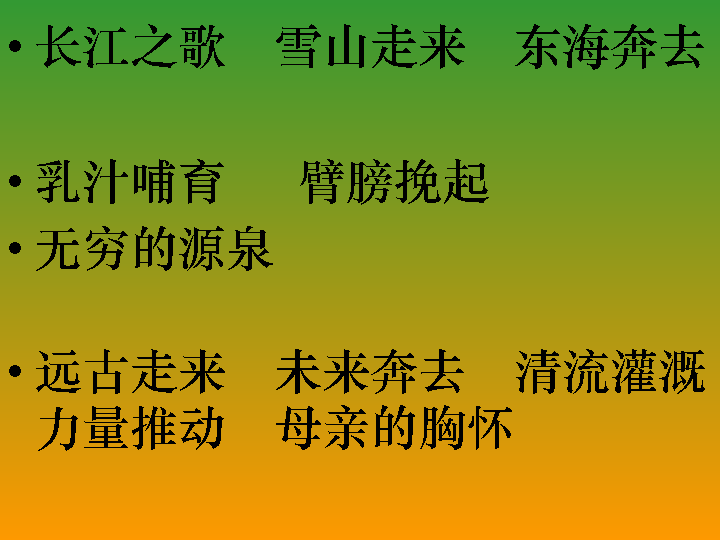 • 长江之歌 雪山走来 东海奔去
• 乳汁哺育 臂膀挽起
• 无穷的源泉
• 远古走来 未来奔去 清流灌溉
力量推动 母亲的胸怀